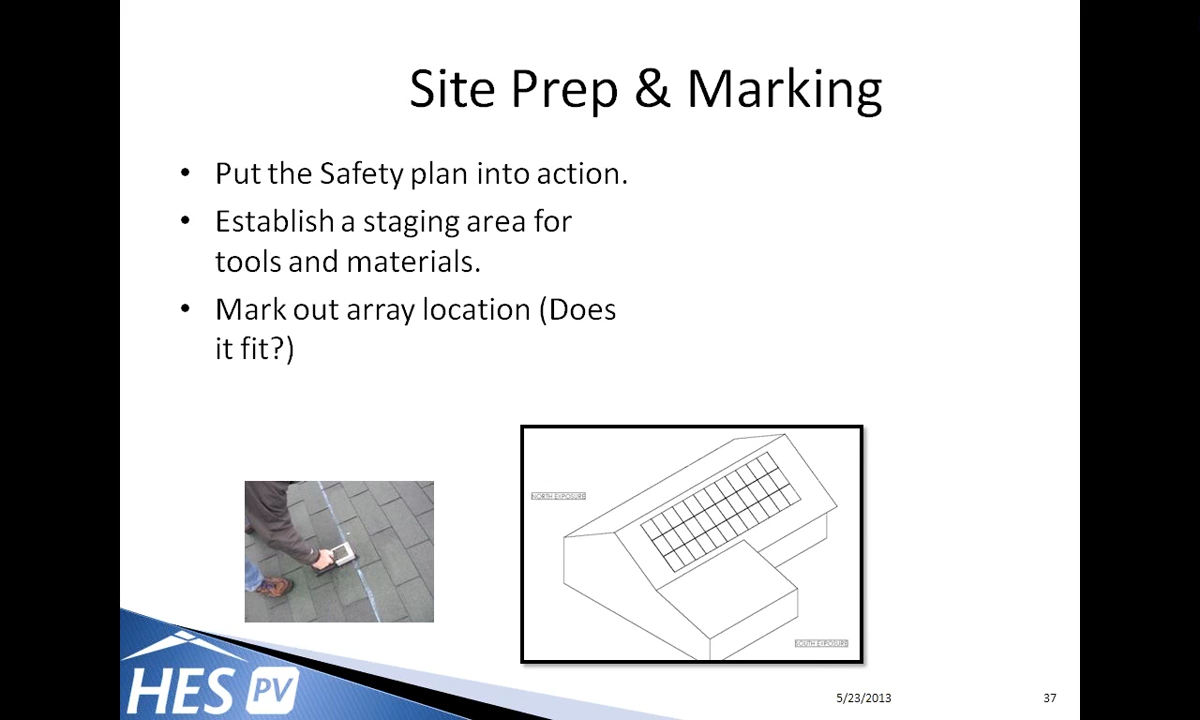 Site Prep & Marking
• Put the Safety plan into action.
• Establish a staging area for
tools and materials.
• Mark out array location (Does
it fit?)
NORTH EXPOSURE
SOUTH EXPOSURE
HES PV
5/23/2013
37